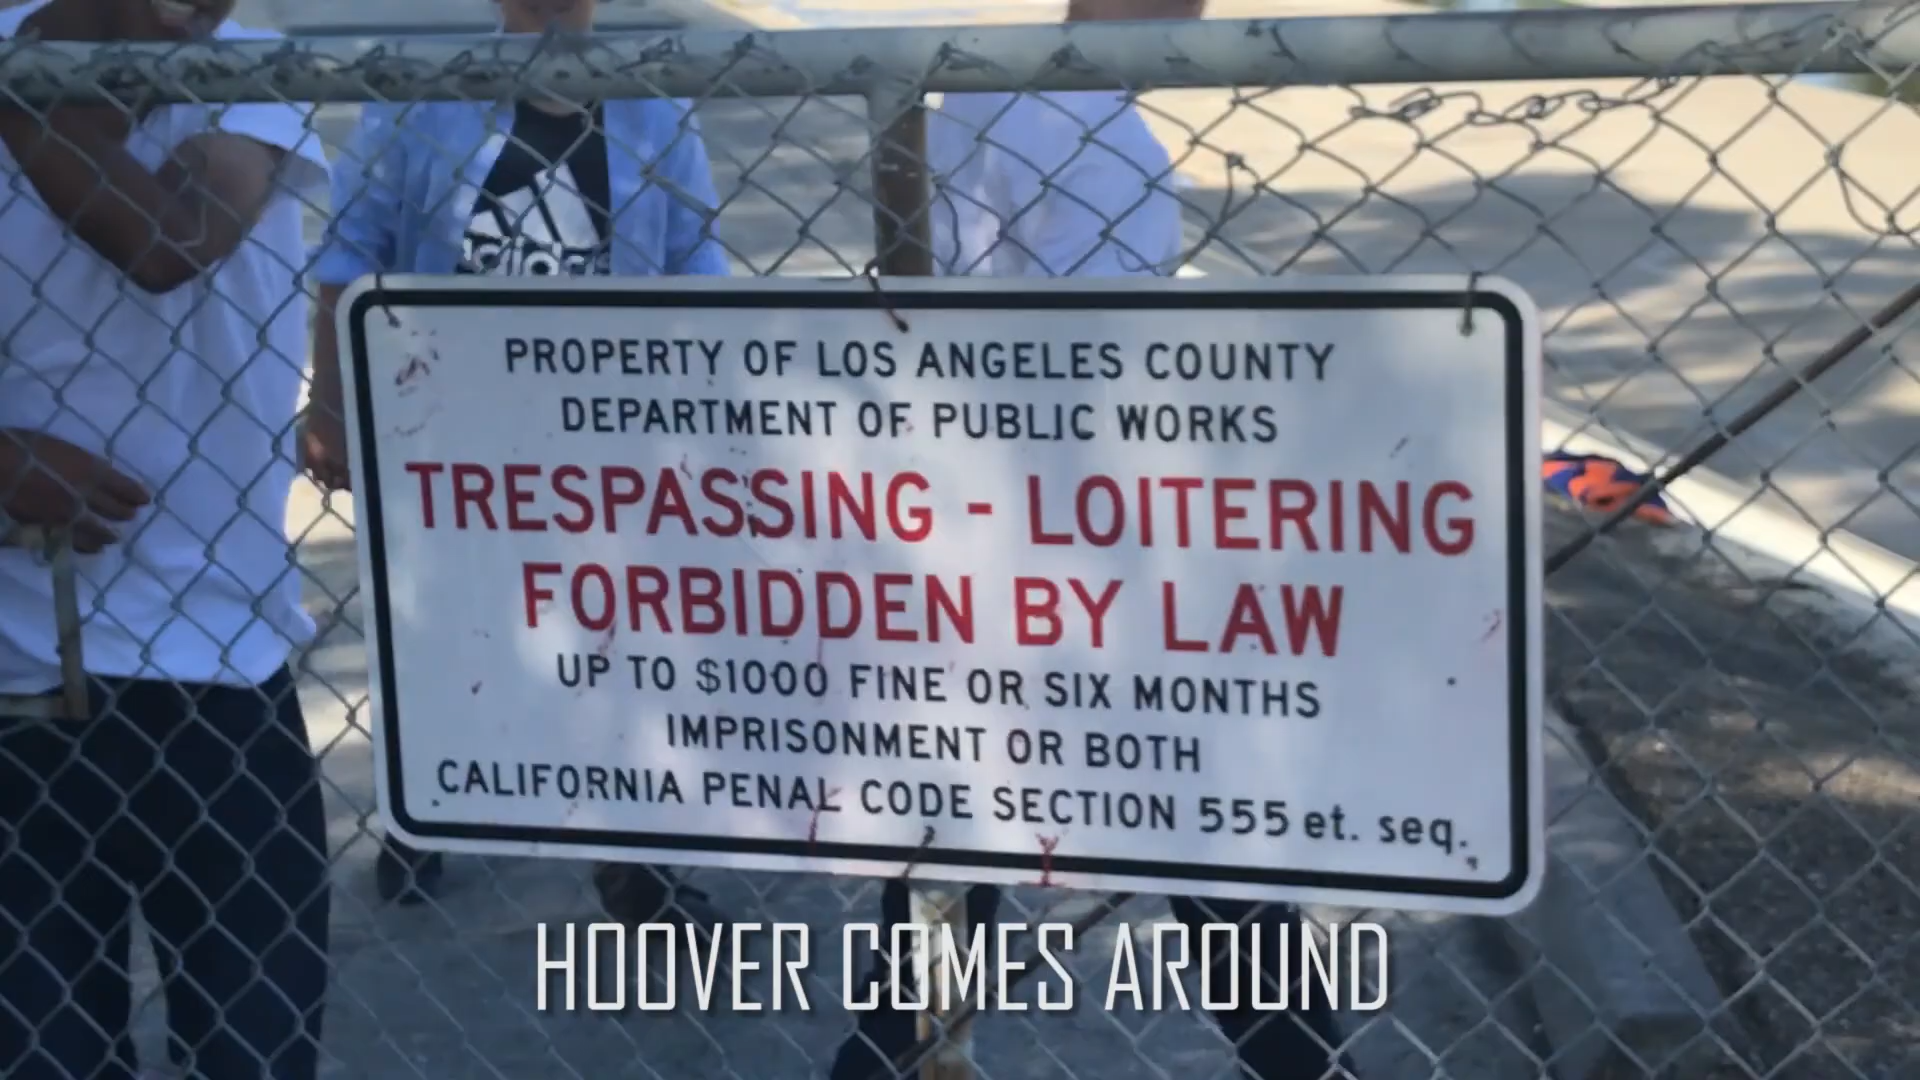 adidas
PROPERTY OF LOS ANGELES COUNTY
DEPARTMENT OF PUBLIC WORKS
TRESPASSING - LOITERING
FORBIDDEN BY LAW
UP TO $1000 FINE OR SIX MONTHS
IMPRISONMENT OR BOTH
CALIFORNIA PENAL CODE SECTION 555 et. seq.
HOOVER COMES AROUND